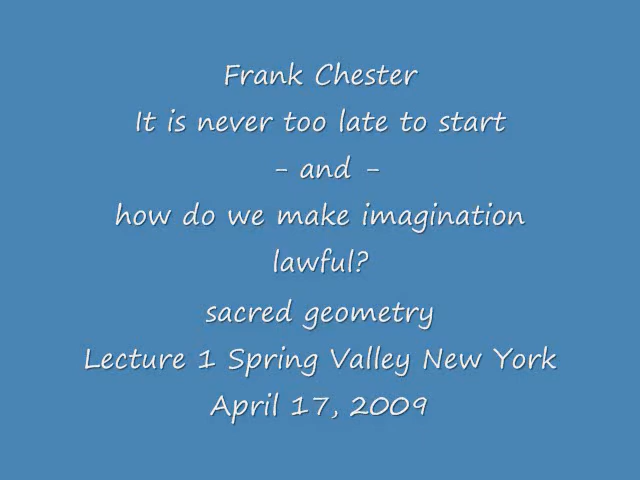 Frank Chester
It is never too late to start
- and -
how do we make imagination
lawful?
sacred geometry
Lecture 1 Spring Valley New York
April 17, 2009